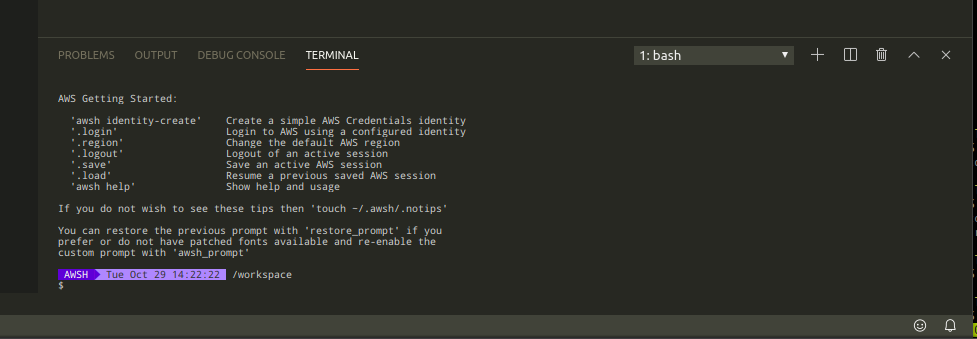 PROBLEMS OUTPUT DEBUG CONSOLE TERMINAL 1: bash
AWS Getting Started:
'awsh identity-create' Create a simple AWS Credentials identity
'.login' Login to AWS using a configured identity
'.region' Change the default AWS region
'.logout' Logout of an active session
'.save' Save an active AWS session
'.load' Resume a previous saved AWS session
'awsh help' Show help and usage
If you do not wish to see these tips then 'touch ~/.awsh/.notips'
You can restore the previous prompt with 'restore_prompt' if you
prefer or do not have patched fonts available and re-enable the
custom prompt with 'awsh_prompt'
AWSH Tue Oct 29 14:22:22 /workspace
$